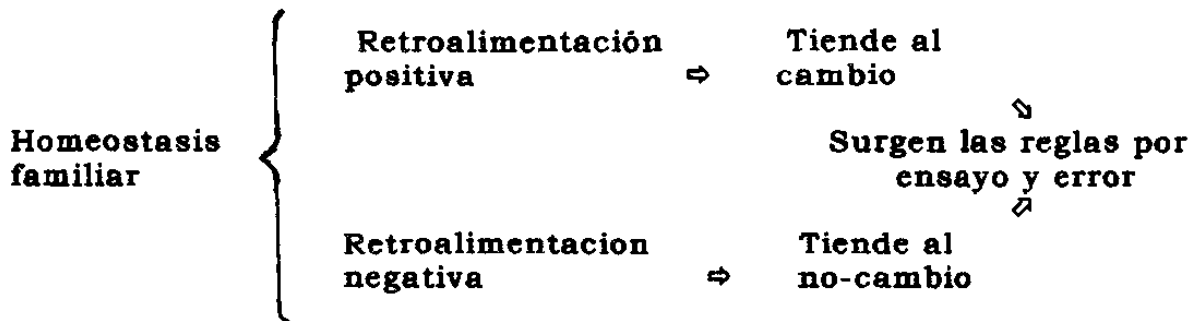 Retroalimentación
positiva ⇨
Tiende al
cambio
Homeostasis
familiar
Surgen las reglas por
ensayo y error
Retroalimentacion
negativa ⇨
Tiende al
no-cambio